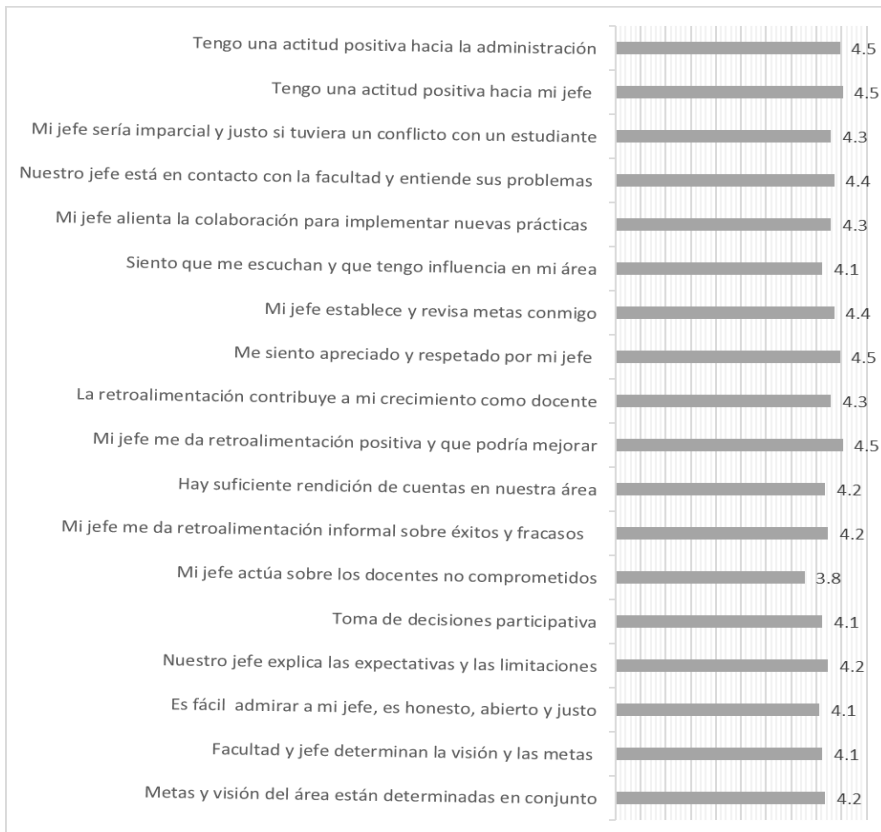 Tengo una actitud positiva hacia la administración 4.5
Tengo una actitud positiva hacia mi jefe 4.5
Mi jefe sería imparcial y justo si tuviera un conflicto con un estudiante 4.3
Nuestro jefe está en contacto con la facultad y entiende sus problemas 4.4
Mi jefe alienta la colaboración para implementar nuevas prácticas 4.3
Siento que me escuchan y que tengo influencia en mi área 4.1
Mi jefe establece y revisa metas conmigo 4.4
Me siento apreciado y respetado por mi jefe 4.5
La retroalimentación contribuye a mi crecimiento como docente 4.3
Mi jefe me da retroalimentación positiva y que podría mejorar 4.5
Hay suficiente rendición de cuentas en nuestra área 4.2
Mi jefe me da retroalimentación informal sobre éxitos y fracasos 4.2
Mi jefe actúa sobre los docentes no comprometidos 3.8
Toma de decisiones participativa 4.1
Nuestro jefe explica las expectativas y las limitaciones 4.2
Es fácil admirar a mi jefe, es honesto, abierto y justo 4.1
Facultad y jefe determinan la visión y las metas 4.1
Metas y visión del área están determinadas en conjunto 4.2